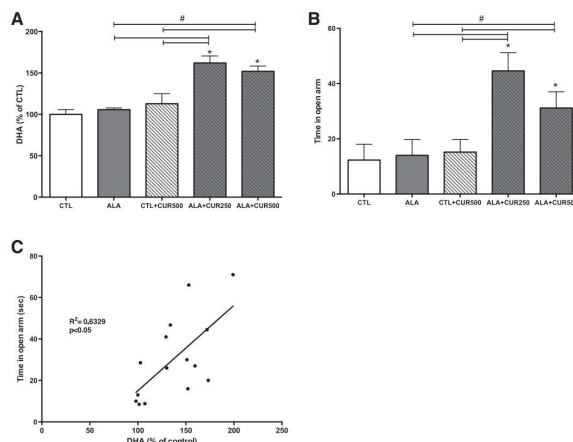 A
#
200
150
100
50
0
DHA (% of CTL)
*
*
CTL
ALA
CTL+CUR500
ALA+CUR250
ALA+CUR500
B
#
60
40
20
0
Time in open arm
*
*
CTL
ALA
CTL+CUR500
ALA+CUR250
ALA+CUR500
C
80
60
40
20
0
Time in open arm (sec)
R²= 0.6329
p<0.05
0
50
100
150
200
250
DHA (% of control)